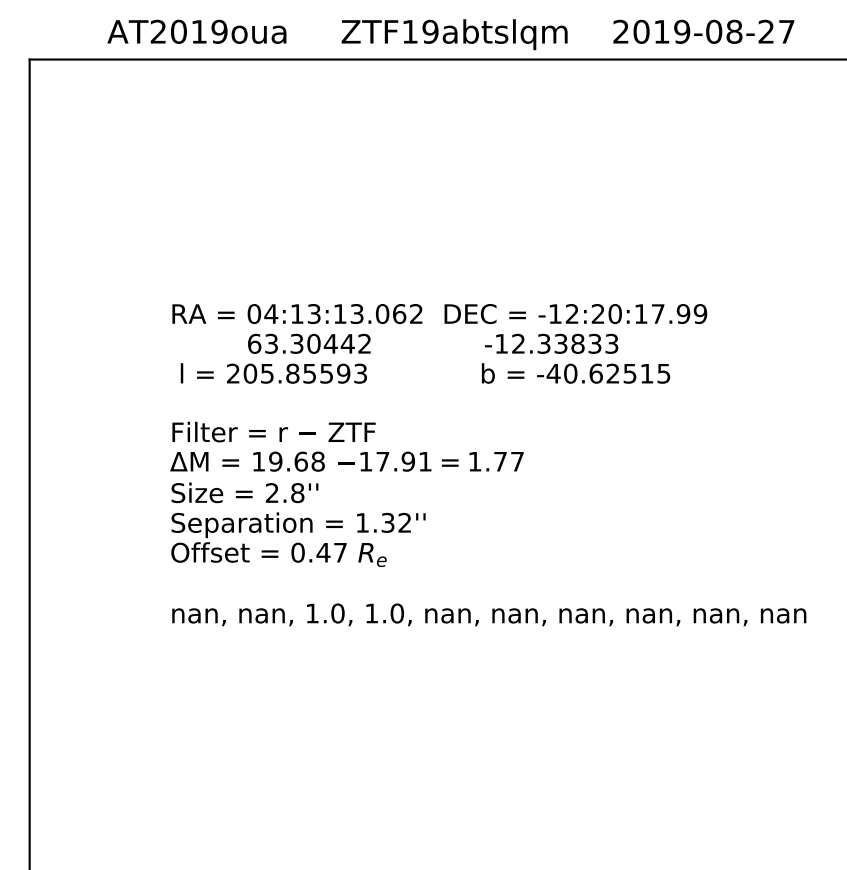 AT2019oua ZTF19abtslqm 2019-08-27
RA = 04:13:13.062 DEC = -12:20:17.99
63.30442 -12.33833
l = 205.85593 b = -40.62515
Filter = r − ZTF
ΔM = 19.68 −17.91 = 1.77
Size = 2.8''
Separation = 1.32''
Offset = 0.47 Rₑ
nan, nan, 1.0, 1.0, nan, nan, nan, nan, nan, nan